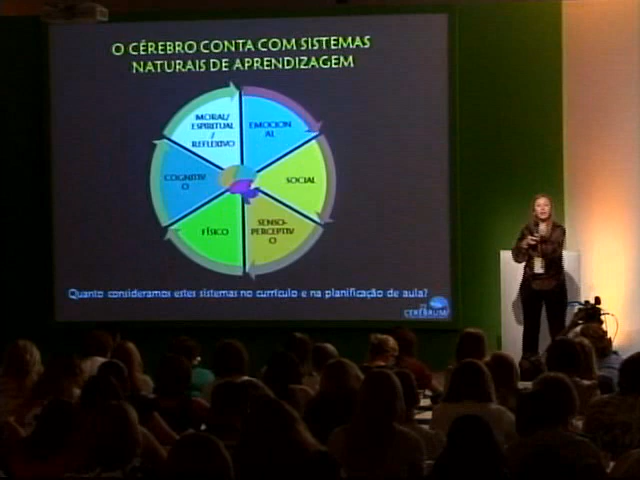 O CÉREBRO CONTA COM SISTEMAS
NATURAIS DE APRENDIZAGEM
MORAL/
ESPIRITUAL
/
REFLEXIVO
EMOCION
AL
COGNITIV
O
SOCIAL
FÍSICO
SENSO-
PERCEPTIV
O
Quanto consideramos estes sistemas no currículo e na planificação de aula?
CEREBRUM